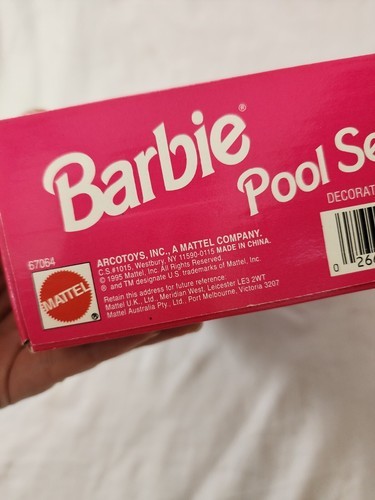 Barbie®
Pool Se
DECORAT
67064
ARCOTOYS, INC., A MATTEL COMPANY.
C.S.#1015, Westbury, NY 11590-0115 MADE IN CHINA.
© 1995 Mattel, Inc. All Rights Reserved.
® and TM designate U.S. trademarks of Mattel, Inc.
Retain this address for future reference:
Mattel U.K., Ltd., Meridian West, Leicester LE3 2WT
Mattel Australia Pty., Ltd., Port Melbourne, Victoria 3207
MATTEL
0 26